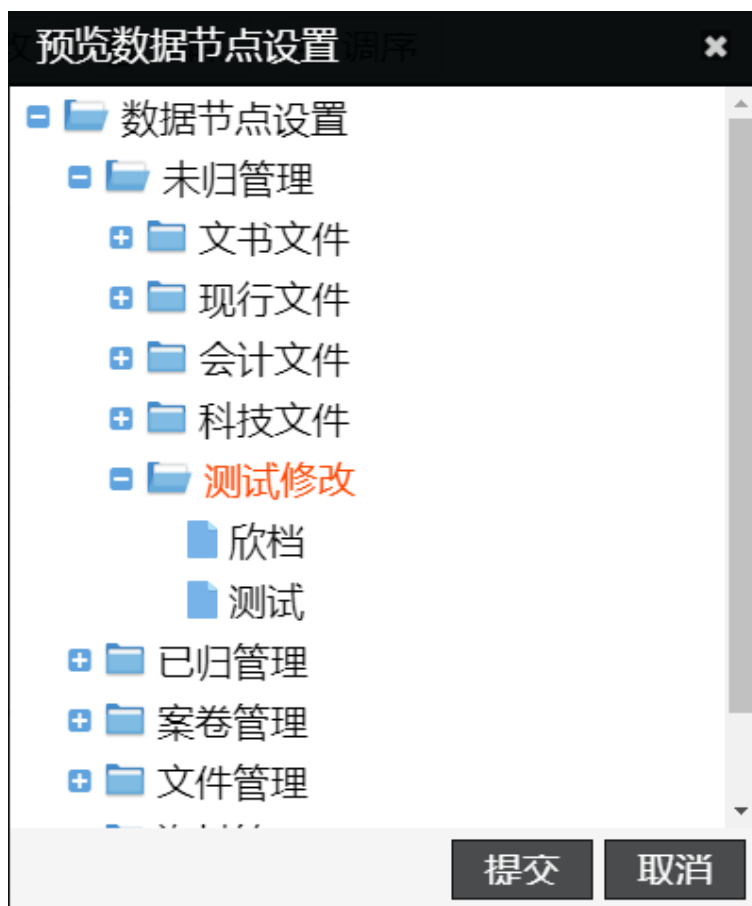 预览数据节点设置
调序
数据节点设置
未归管理
文书文件
现行文件
会计文件
科技文件
测试修改
欣档
测试
已归管理
案卷管理
文件管理
提交 取消